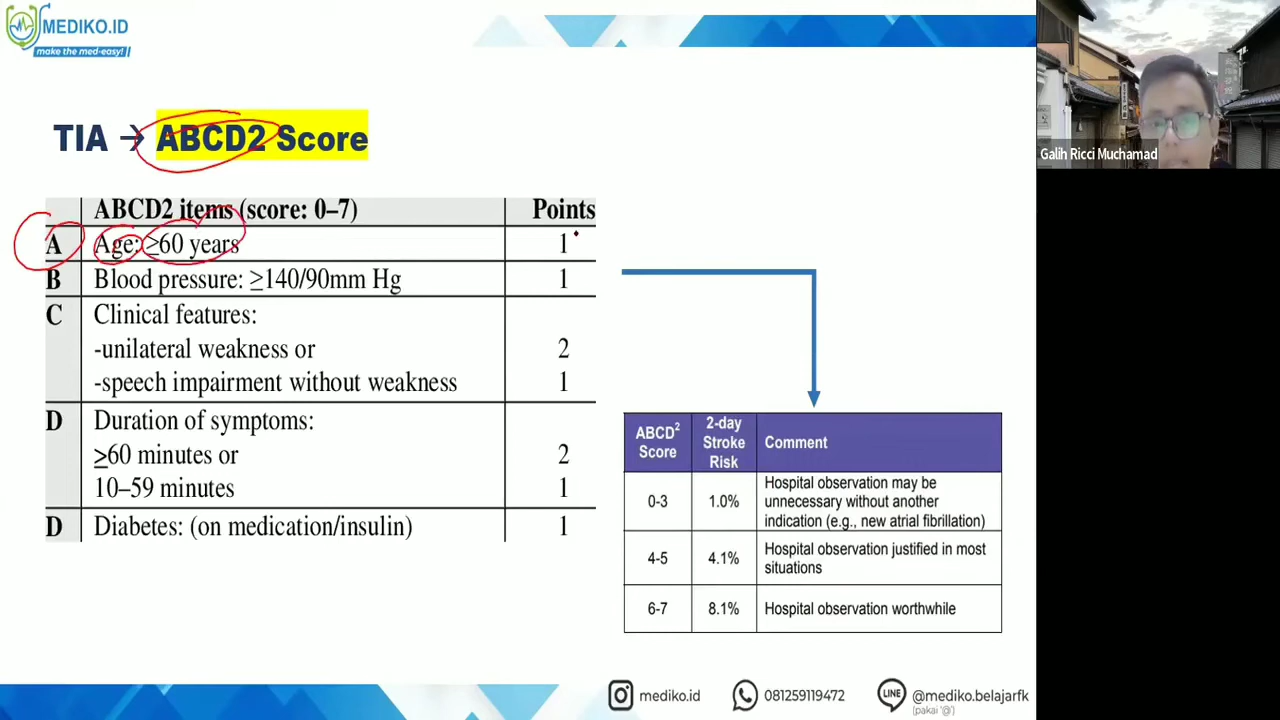 MEDIKO.ID
make the med-easy!
Galih Ricci Muchamad
TIA → ABCD2 Score
ABCD2 items (score: 0–7) Points
A Age: ≥60 years 1
B Blood pressure: ≥140/90mm Hg 1
C Clinical features:
-unilateral weakness or 2
-speech impairment without weakness 1
D Duration of symptoms:
≥60 minutes or 2
10–59 minutes 1
D Diabetes: (on medication/insulin) 1
ABCD² Score 2-day Stroke Risk Comment
0-3 1.0% Hospital observation may be
unnecessary without another
indication (e.g., new atrial fibrillation)
4-5 4.1% Hospital observation justified in most
situations
6-7 8.1% Hospital observation worthwhile
mediko.id
081259119472
LINE
@mediko.belajarfk
(pakai '@')